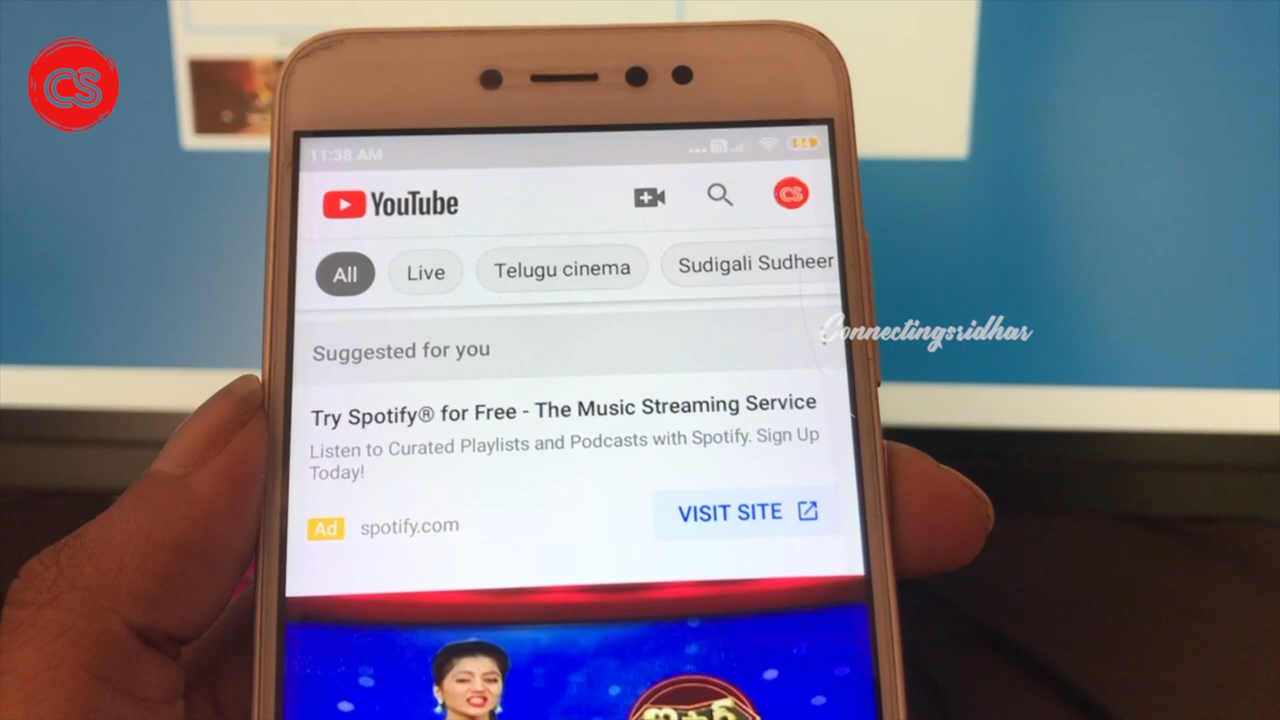 CS
11:38 AM
84
YouTube
CS
All
Live
Telugu cinema
Sudigali Sudheer
Connectingsridhar
Suggested for you
Try Spotify® for Free - The Music Streaming Service
Listen to Curated Playlists and Podcasts with Spotify. Sign Up
Today!
Ad
spotify.com
VISIT SITE